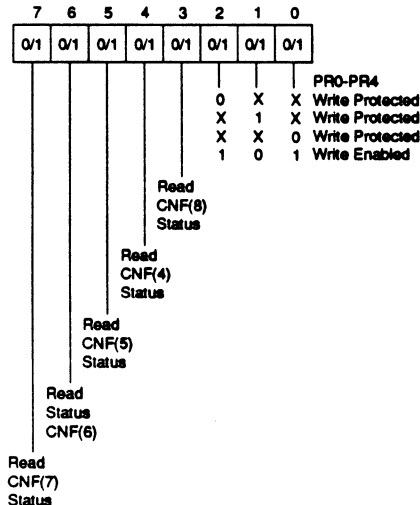 7 6 5 4 3 2 1 0
0/1 0/1 0/1 0/1 0/1 0/1 0/1 0/1
PR0-PR4
0 X X Write Protected
X 1 X Write Protected
X X 0 Write Protected
1 0 1 Write Enabled
Read
CNF(8)
Status
Read
CNF(4)
Status
Read
CNF(5)
Status
Read
Status
CNF(6)
Read
CNF(7)
Status